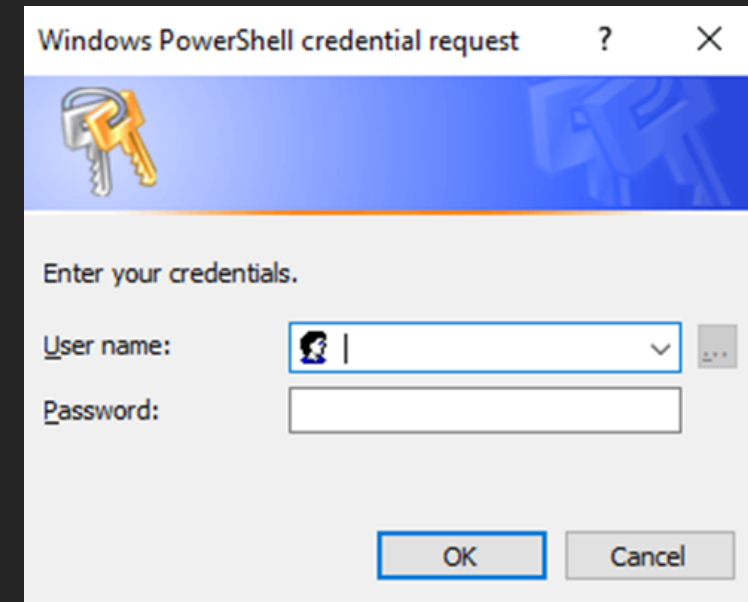 Windows PowerShell credential request ?
Enter your credentials.
User name:
...
Password:
OK Cancel